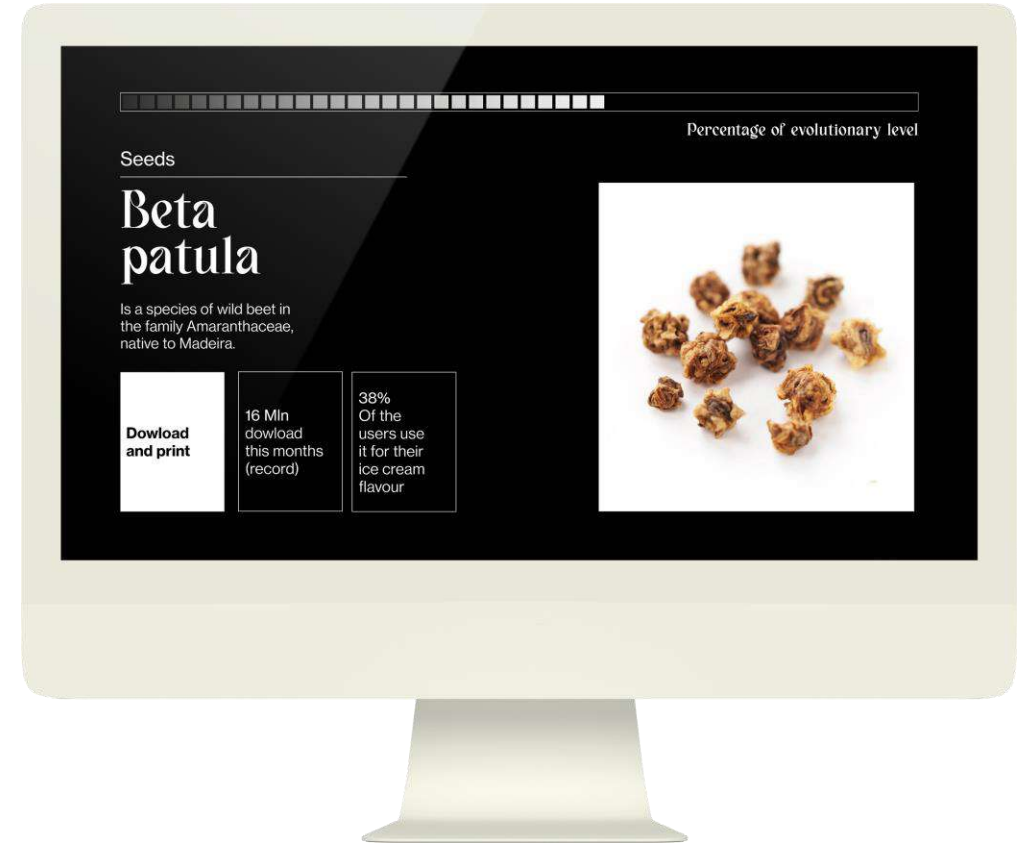 Percentage of evolutionary level
Seeds
Beta
patula
Is a species of wild beet in
the family Amaranthaceae,
native to Madeira.
Dowload
and print
16 Mln
dowload
this months
(record)
38%
Of the
users use
it for their
ice cream
flavour